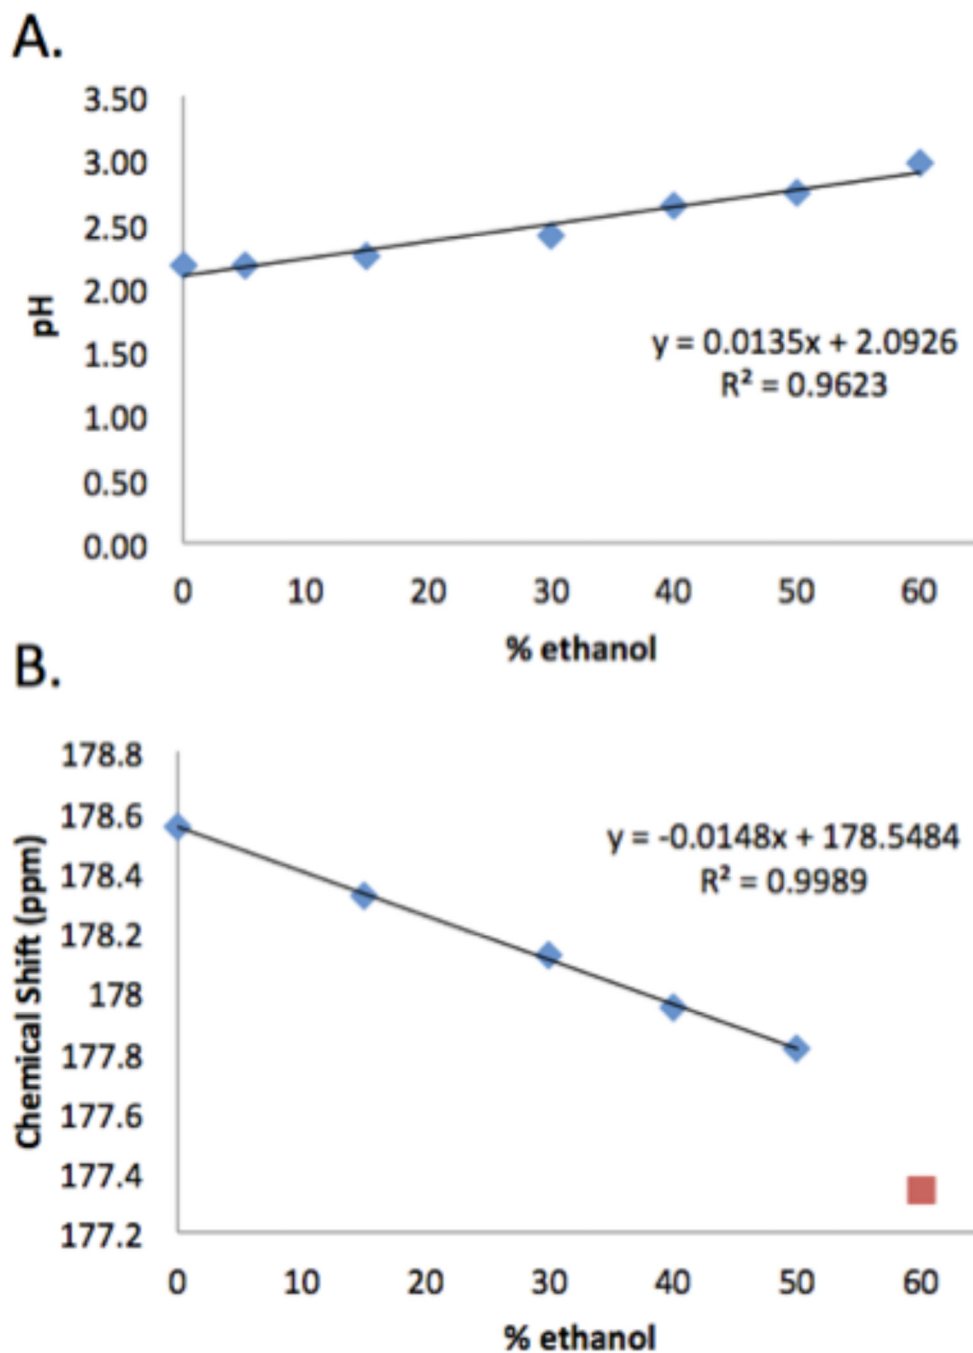 A.
3.50
3.00
2.50
2.00
1.50
1.00
0.50
0.00
pH
y = 0.0135x + 2.0926
R² = 0.9623
0 10 20 30 40 50 60
% ethanol
B.
178.8
178.6
178.4
178.2
178
177.8
177.6
177.4
177.2
Chemical Shift (ppm)
y = -0.0148x + 178.5484
R² = 0.9989
0 10 20 30 40 50 60
% ethanol